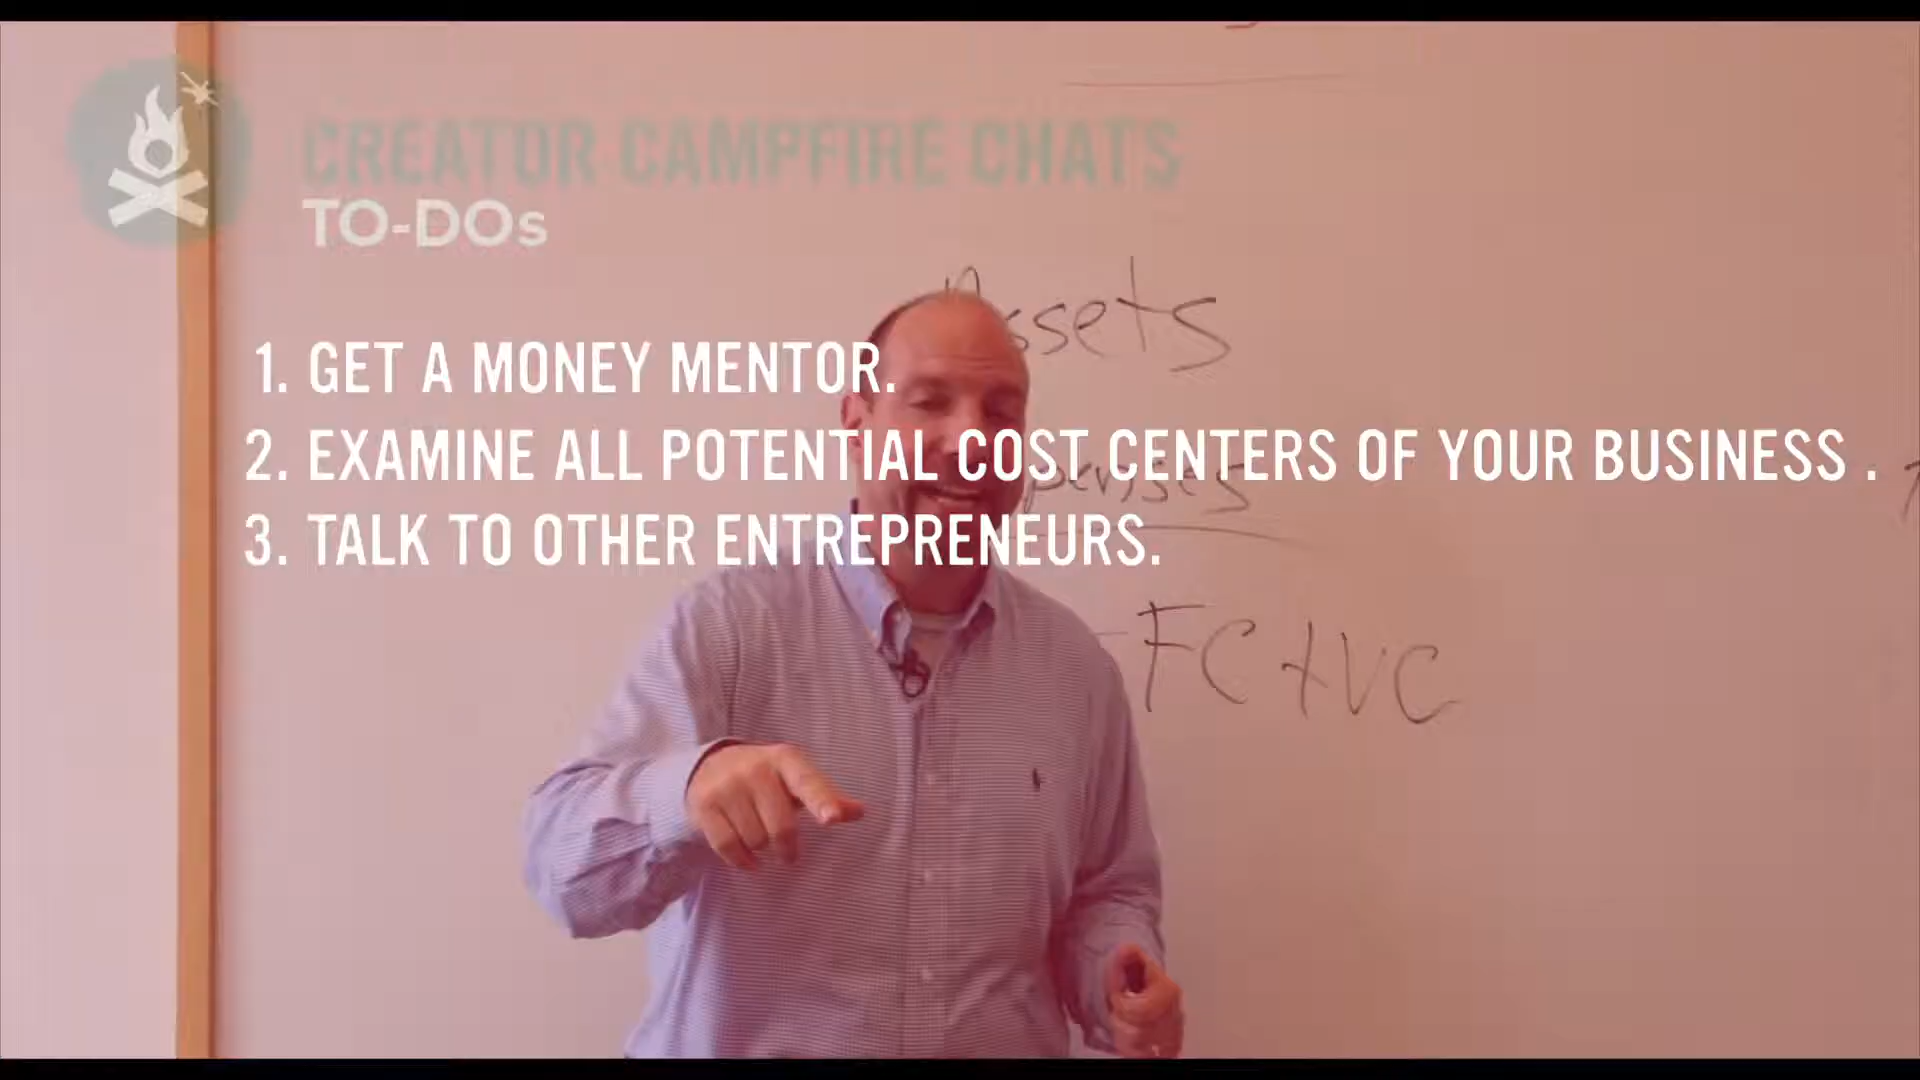 CREATOR CAMPFIRE CHATS
TO-DOs
Assets
1. GET A MONEY MENTOR.
2. EXAMINE ALL POTENTIAL COST CENTERS OF YOUR BUSINESS .
3. TALK TO OTHER ENTREPRENEURS.
FC + VC